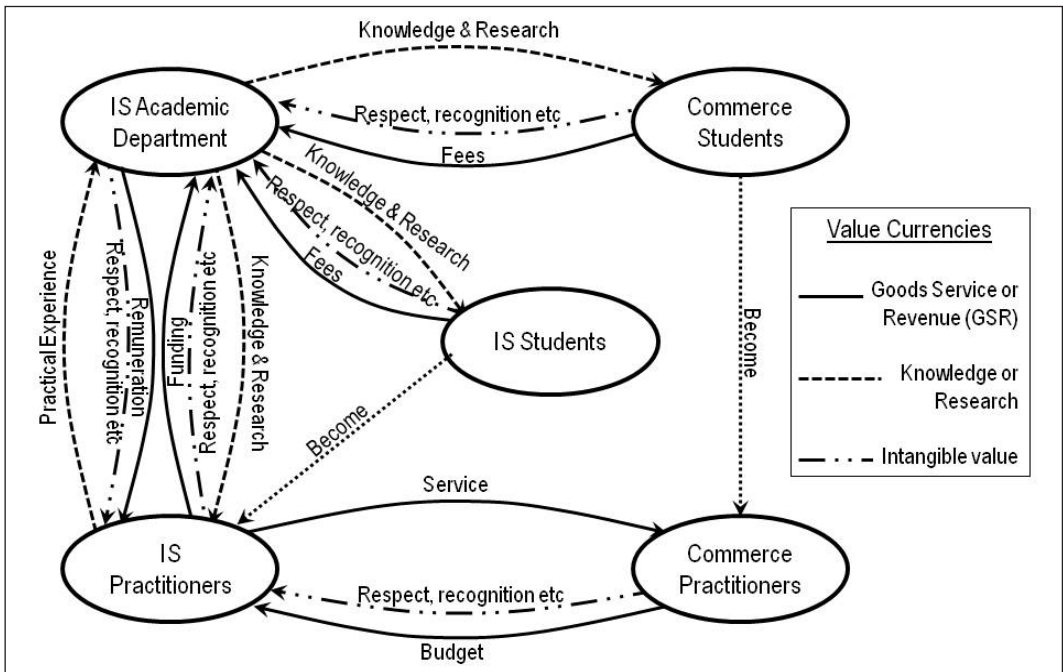 Knowledge & Research
IS Academic
Department
Commerce
Students
Respect, recognition etc
Fees
Knowledge & Research
Respect, recognition etc
Fees
Practical Experience
Respect, recognition etc
Remuneration
Funding
Respect, recognition etc
Knowledge & Research
IS Students
Become
Become
Value Currencies
Goods Service or
Revenue (GSR)
Knowledge or
Research
Intangible value
Service
IS
Practitioners
Commerce
Practitioners
Respect, recognition etc
Budget